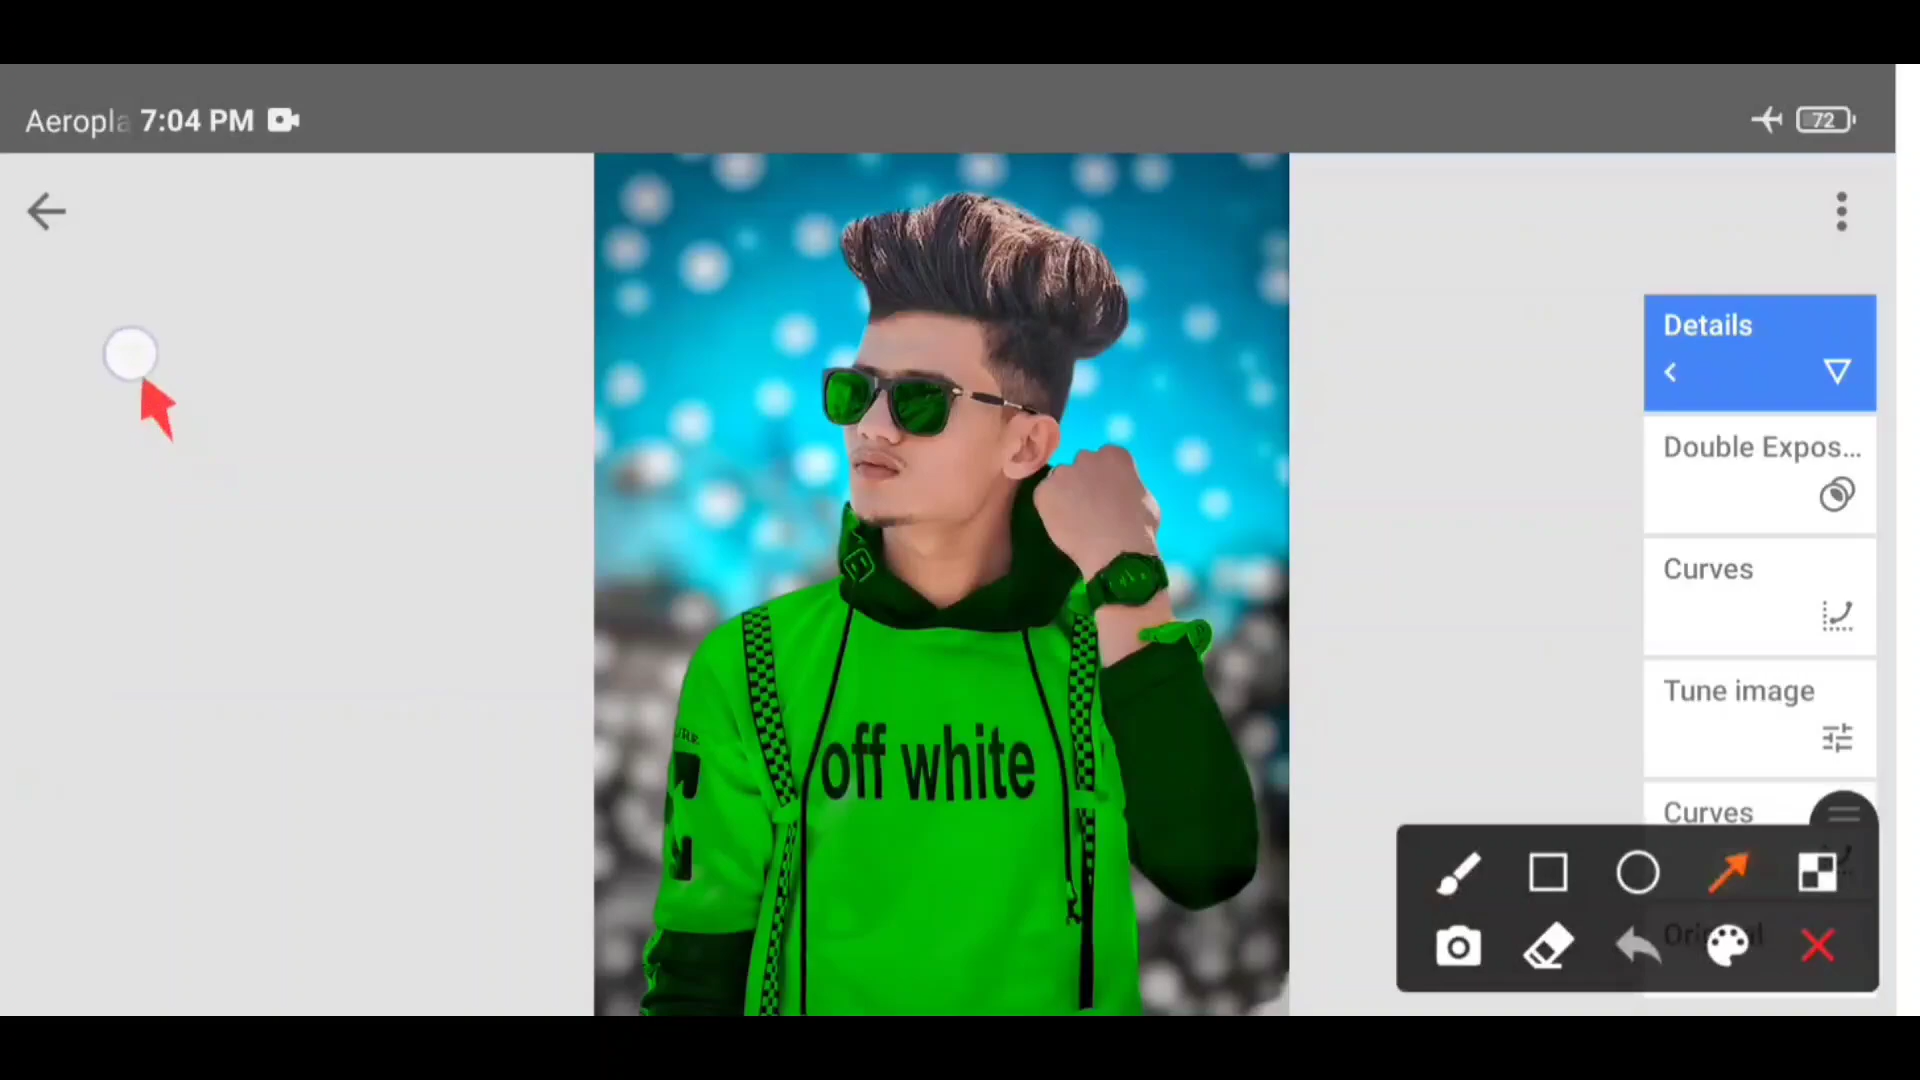 Aeropla 7:04 PM
72
Details
Double Expos...
Curves
Tune image
Curves
off white